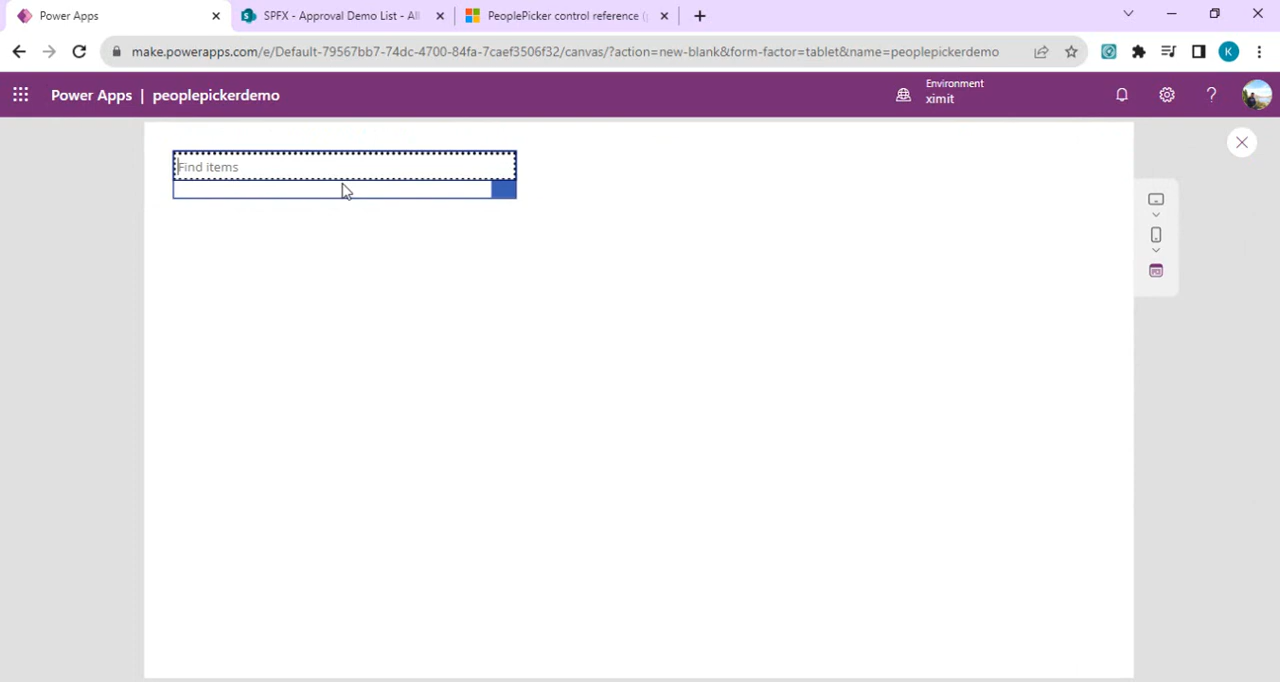 Power Apps
SPFX - Approval Demo List - All
PeoplePicker control reference (
make.powerapps.com/e/Default-79567bb7-74dc-4700-84fa-7caef3506f32/canvas/?action=new-blank&form-factor=tablet&name=peoplepickerdemo
K
Power Apps | peoplepickerdemo
Environment
ximit
Find items